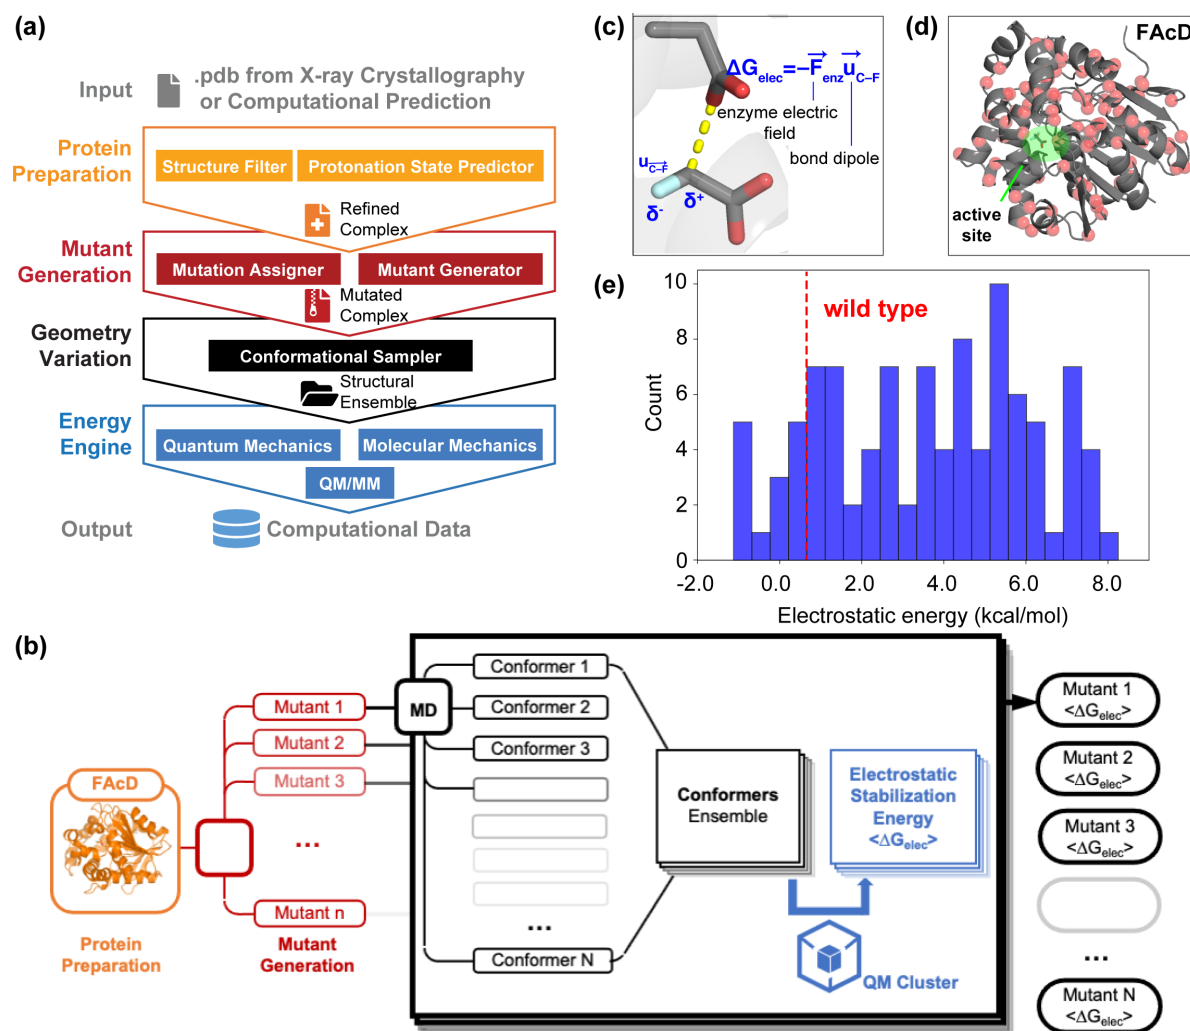 (a)
Input
.pdb from X-ray Crystallography
or Computational Prediction
Protein
Preparation
Structure Filter
Protonation State Predictor
Refined
Complex
Mutant
Generation
Mutation Assigner
Mutant Generator
Mutated
Complex
Geometry
Variation
Conformational Sampler
Structural
Ensemble
Energy
Engine
Quantum Mechanics
Molecular Mechanics
QM/MM
Output
Computational Data
(c)
ΔGelec=–Fenz uC–F
enzyme electric
field
bond dipole
uC–F
δ-
δ+
(d)
FAcD
active
site
(e)
wild type
Count
10
8
6
4
2
0
-2.0
0.0
2.0
4.0
6.0
8.0
Electrostatic energy (kcal/mol)
(b)
FAcD
Protein
Preparation
Mutant 1
Mutant 2
Mutant 3
...
Mutant n
Mutant
Generation
MD
Conformer 1
Conformer 2
Conformer 3
...
Conformer N
Conformers
Ensemble
Electrostatic
Stabilization
Energy
<ΔGelec>
QM Cluster
Mutant 1
<ΔGelec>
Mutant 2
<ΔGelec>
Mutant 3
<ΔGelec>
...
Mutant N
<ΔGelec>